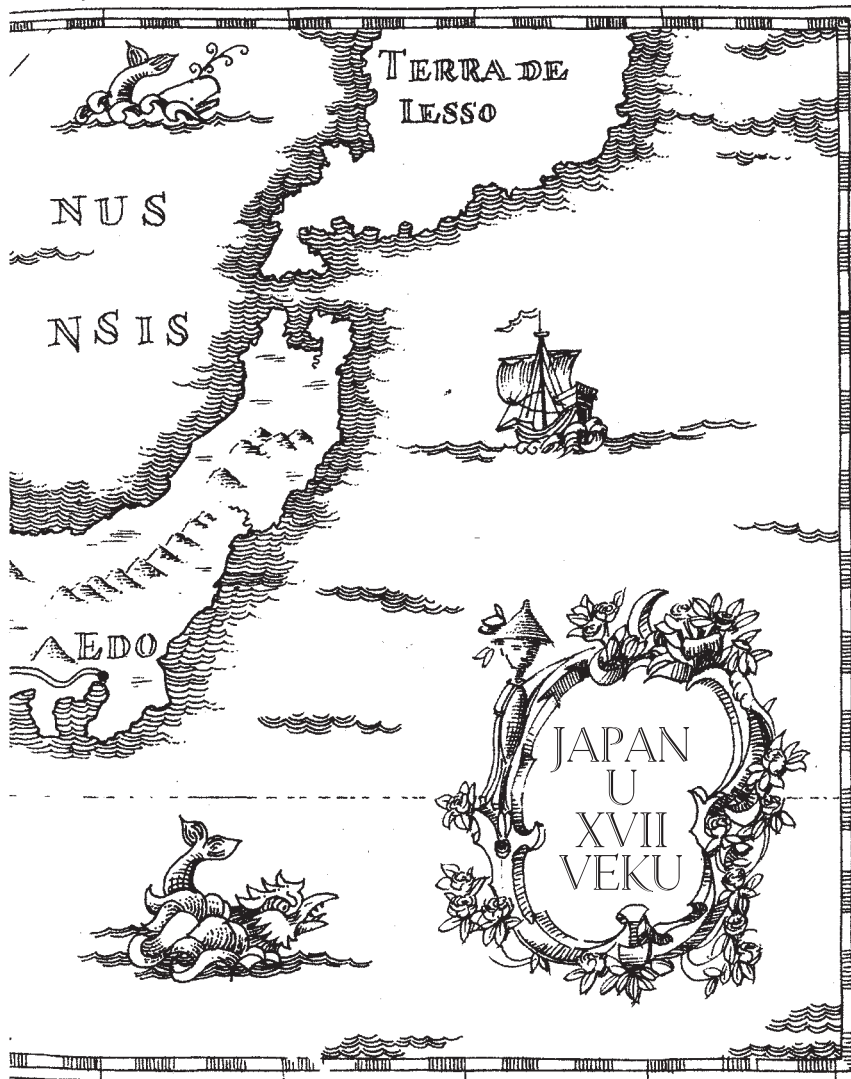 TERRA DE
IESSO
NUS
NSIS
EDO
JAPAN
U
XVII
VEKU